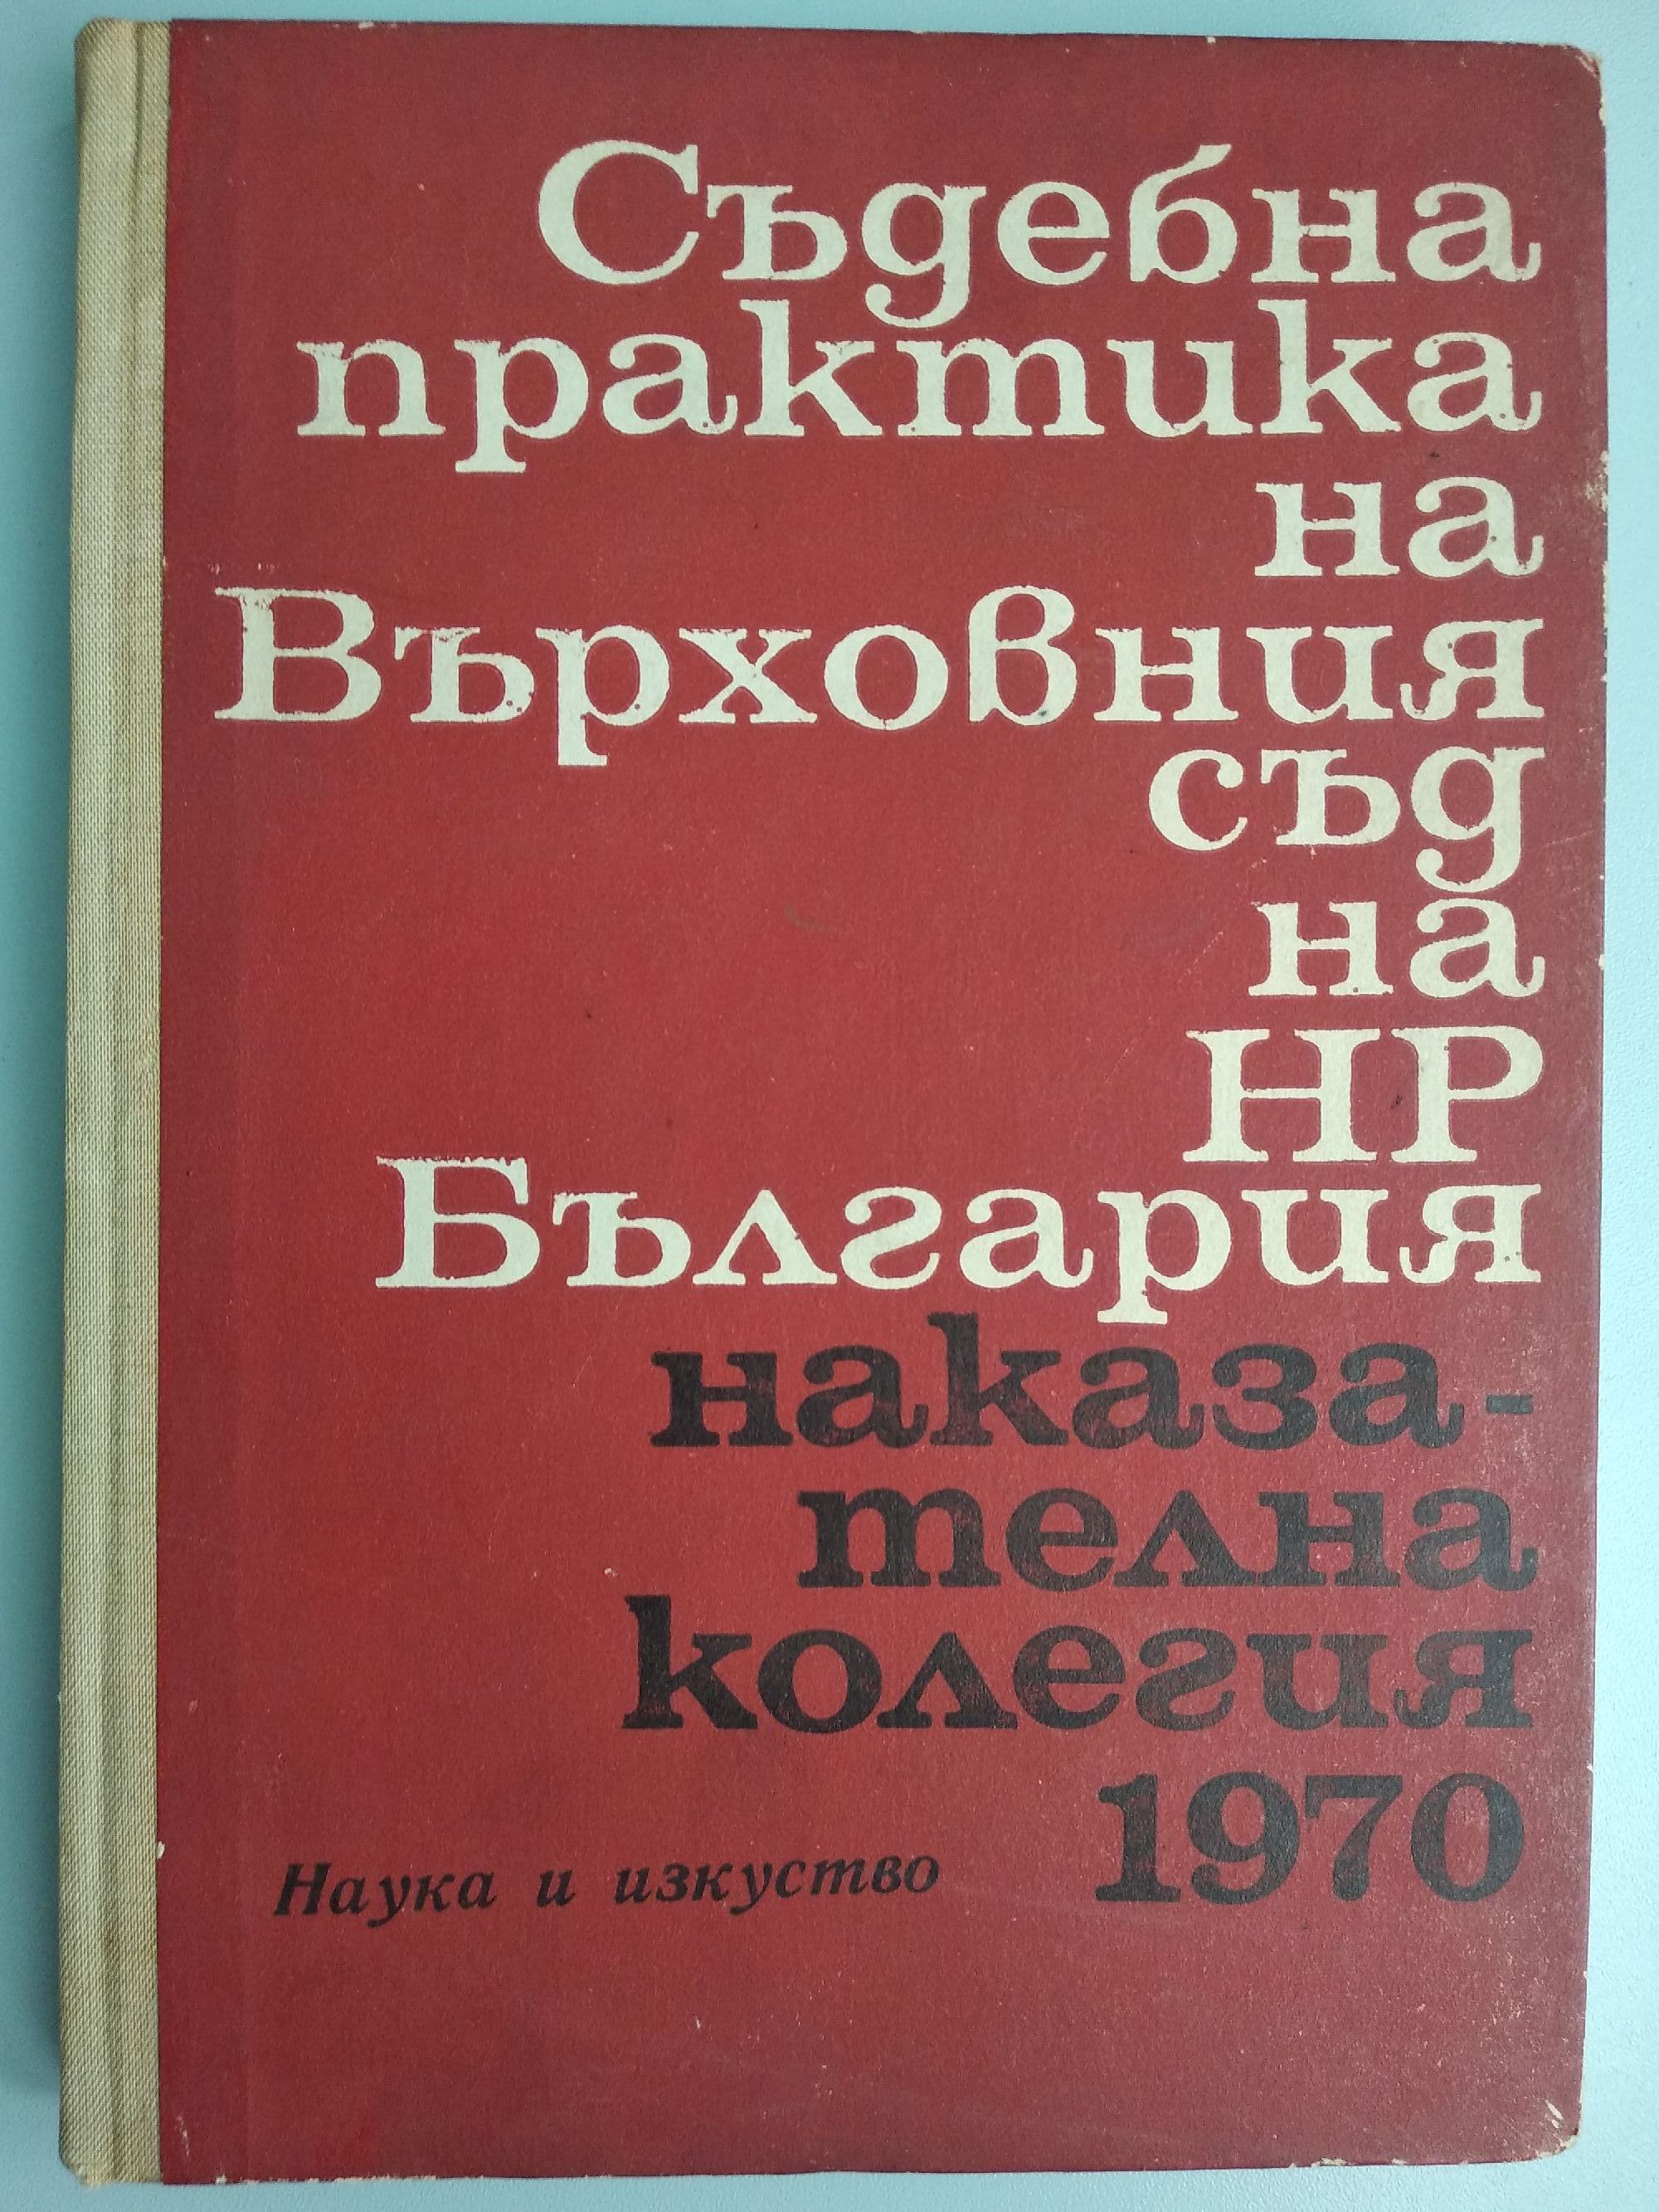 Съдебна
практика
на
Върховния
съд
на
НР
България
наказа-
телна
колегия
1970
Наука и изкуство